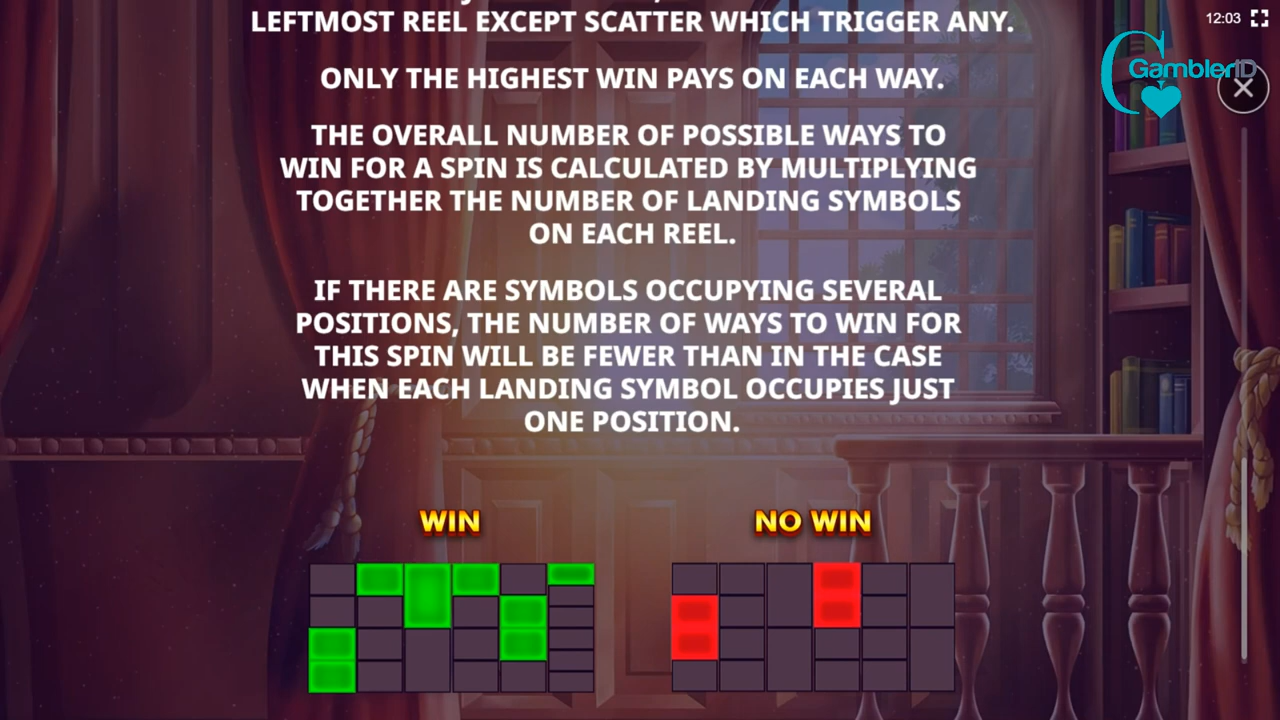 12:03
GamblerID
LEFTMOST REEL EXCEPT SCATTER WHICH TRIGGER ANY.
ONLY THE HIGHEST WIN PAYS ON EACH WAY.
THE OVERALL NUMBER OF POSSIBLE WAYS TO
WIN FOR A SPIN IS CALCULATED BY MULTIPLYING
TOGETHER THE NUMBER OF LANDING SYMBOLS
ON EACH REEL.
IF THERE ARE SYMBOLS OCCUPYING SEVERAL
POSITIONS, THE NUMBER OF WAYS TO WIN FOR
THIS SPIN WILL BE FEWER THAN IN THE CASE
WHEN EACH LANDING SYMBOL OCCUPIES JUST
ONE POSITION.
WIN
NO WIN